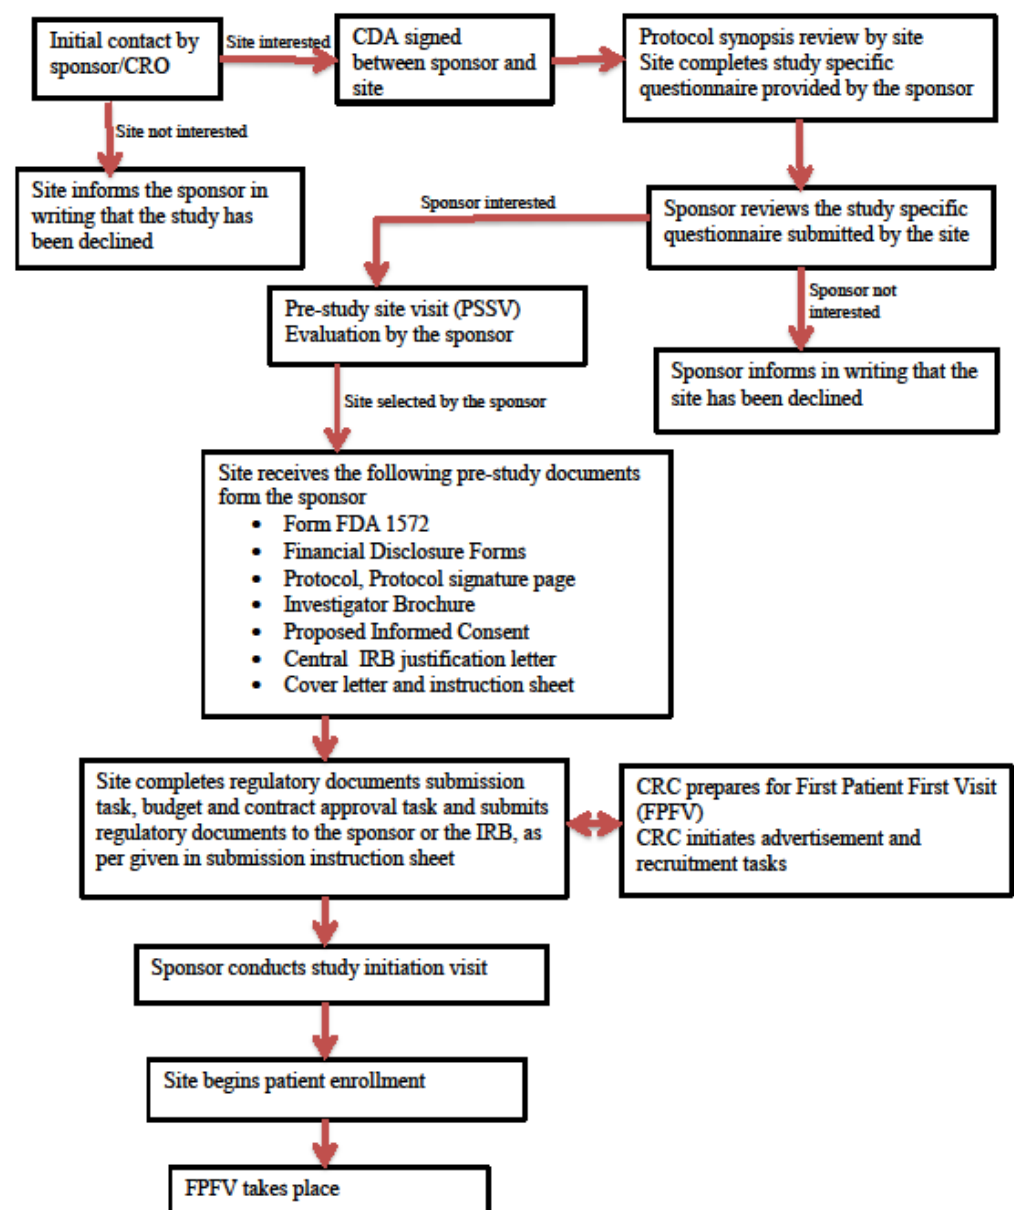 Initial contact by
sponsor/CRO
Site interested
CDA signed
between sponsor and
site
Protocol synopsis review by site
Site completes study specific
questionnaire provided by the sponsor
Site not interested
Site informs the sponsor in
writing that the study has
been declined
Sponsor interested
Sponsor reviews the study specific
questionnaire submitted by the site
Pre-study site visit (PSSV)
Evaluation by the sponsor
Sponsor not
interested
Sponsor informs in writing that the
site has been declined
Site selected by the sponsor
Site receives the following pre-study documents
form the sponsor
• Form FDA 1572
• Financial Disclosure Forms
• Protocol, Protocol signature page
• Investigator Brochure
• Proposed Informed Consent
• Central IRB justification letter
• Cover letter and instruction sheet
Site completes regulatory documents submission
task, budget and contract approval task and submits
regulatory documents to the sponsor or the IRB, as
per given in submission instruction sheet
CRC prepares for First Patient First Visit
(FPFV)
CRC initiates advertisement and
recruitment tasks
Sponsor conducts study initiation visit
Site begins patient enrollment
FPFV takes place